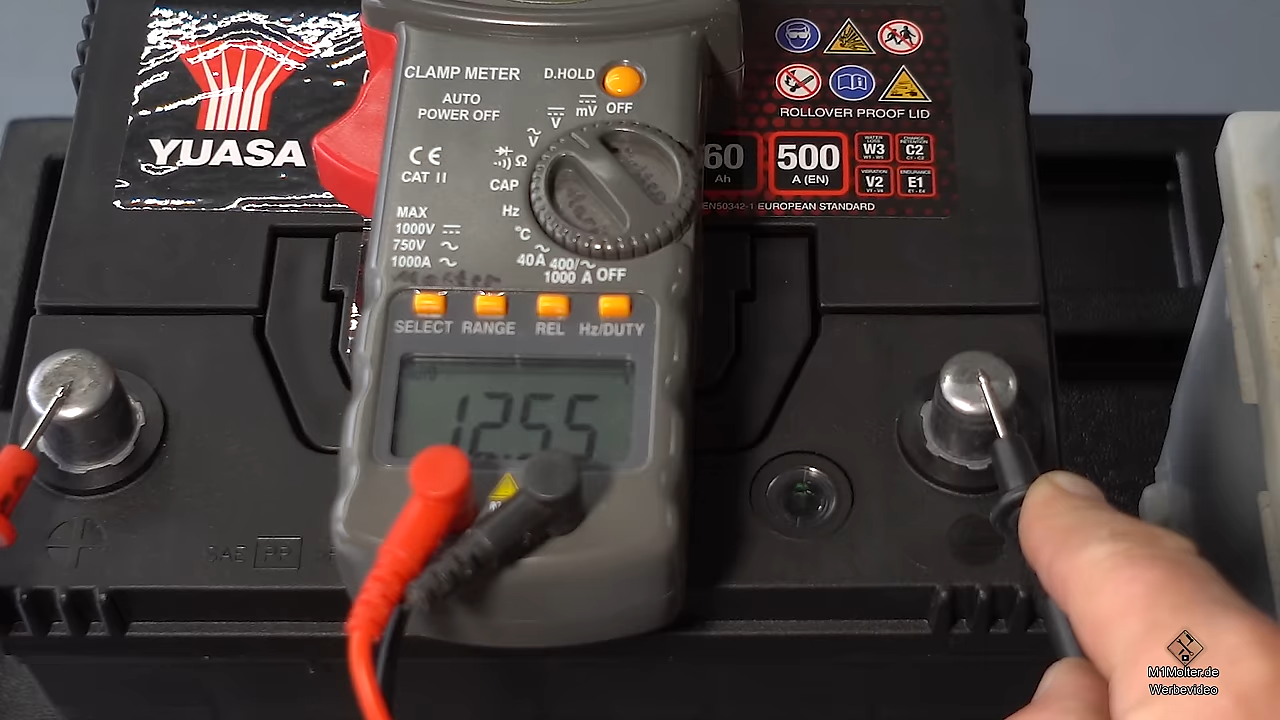 YUASA
CLAMP METER
D.HOLD
AUTO
POWER OFF
OFF
mV
V
V
Ω
CE
CAT II
CAP
Hz
°C
40A
400/
1000 A
OFF
MAX
1000V
750V
1000A
SELECT RANGE REL Hz/DUTY
12.55
ROLLOVER PROOF LID
60
Ah
500
A (EN)
W3
C2
V2
E1
EN50342-1 EUROPEAN STANDARD
PP
M1Molter.de
Werbevideo